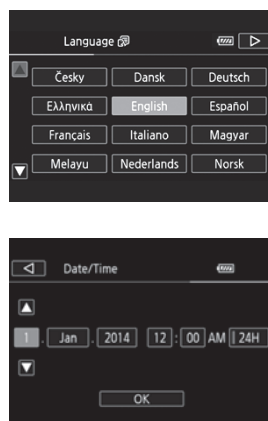 Language
Česky Dansk Deutsch
Ελληνικά English Español
Français Italiano Magyar
Melayu Nederlands Norsk
Date/Time
1 . Jan . 2014 12 : 00 AM 24H
OK